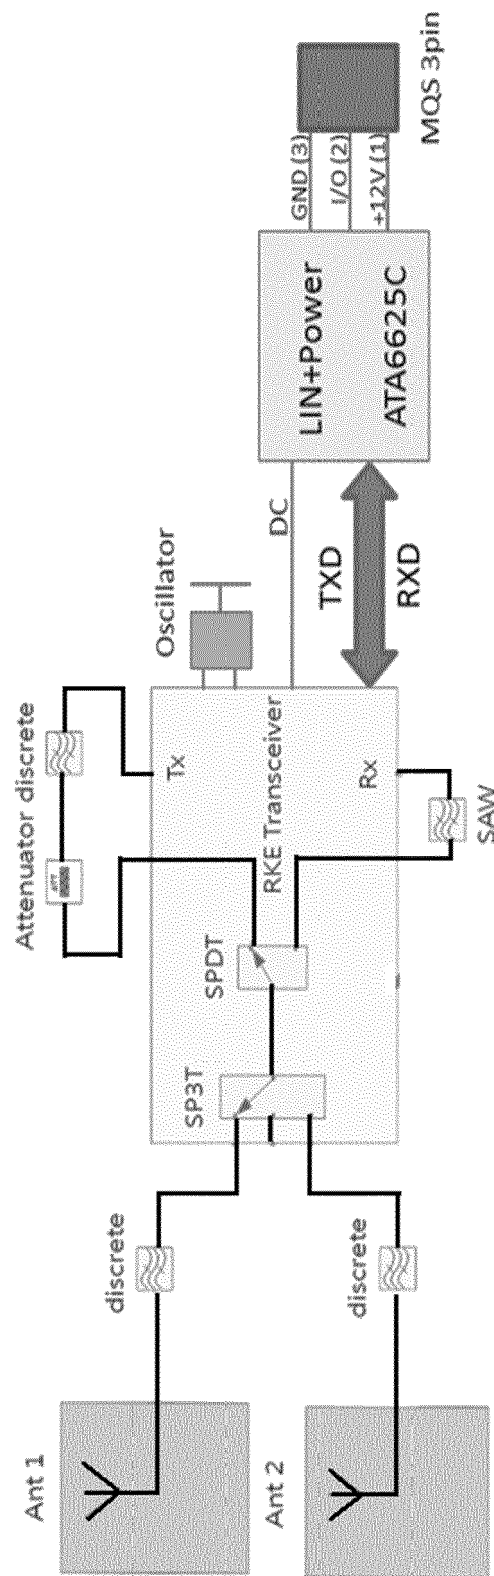 Ant 1
Ant 2
discrete
discrete
SP3T
SPDT
Attenuator discrete
ATT
Tx
RKE Transceiver
Rx
SAW
Oscillator
DC
TXD
RXD
LIN+Power
ATA6625C
GND (3)
I/O (2)
+12V (1)
MQS 3pin